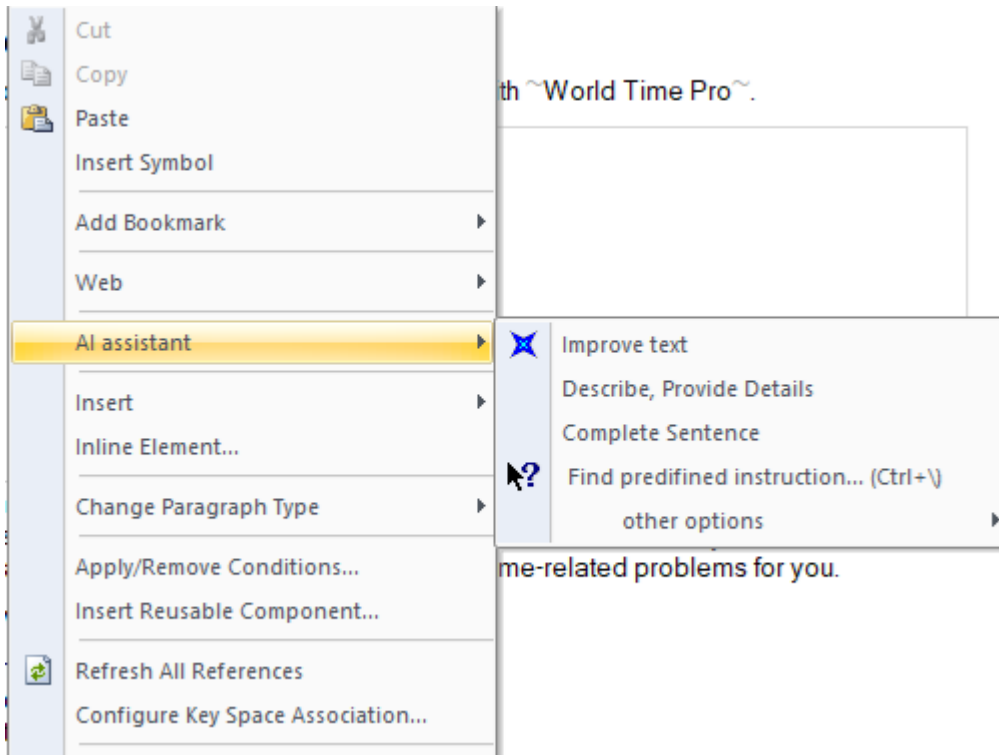 Cut
Copy
th ~World Time Pro~.
Paste
Insert Symbol
Add Bookmark
Web
AI assistant
Improve text
Describe, Provide Details
Complete Sentence
Find predifined instruction... (Ctrl+\)
other options
Insert
Inline Element...
Change Paragraph Type
Apply/Remove Conditions...
me-related problems for you.
Insert Reusable Component...
Refresh All References
Configure Key Space Association...